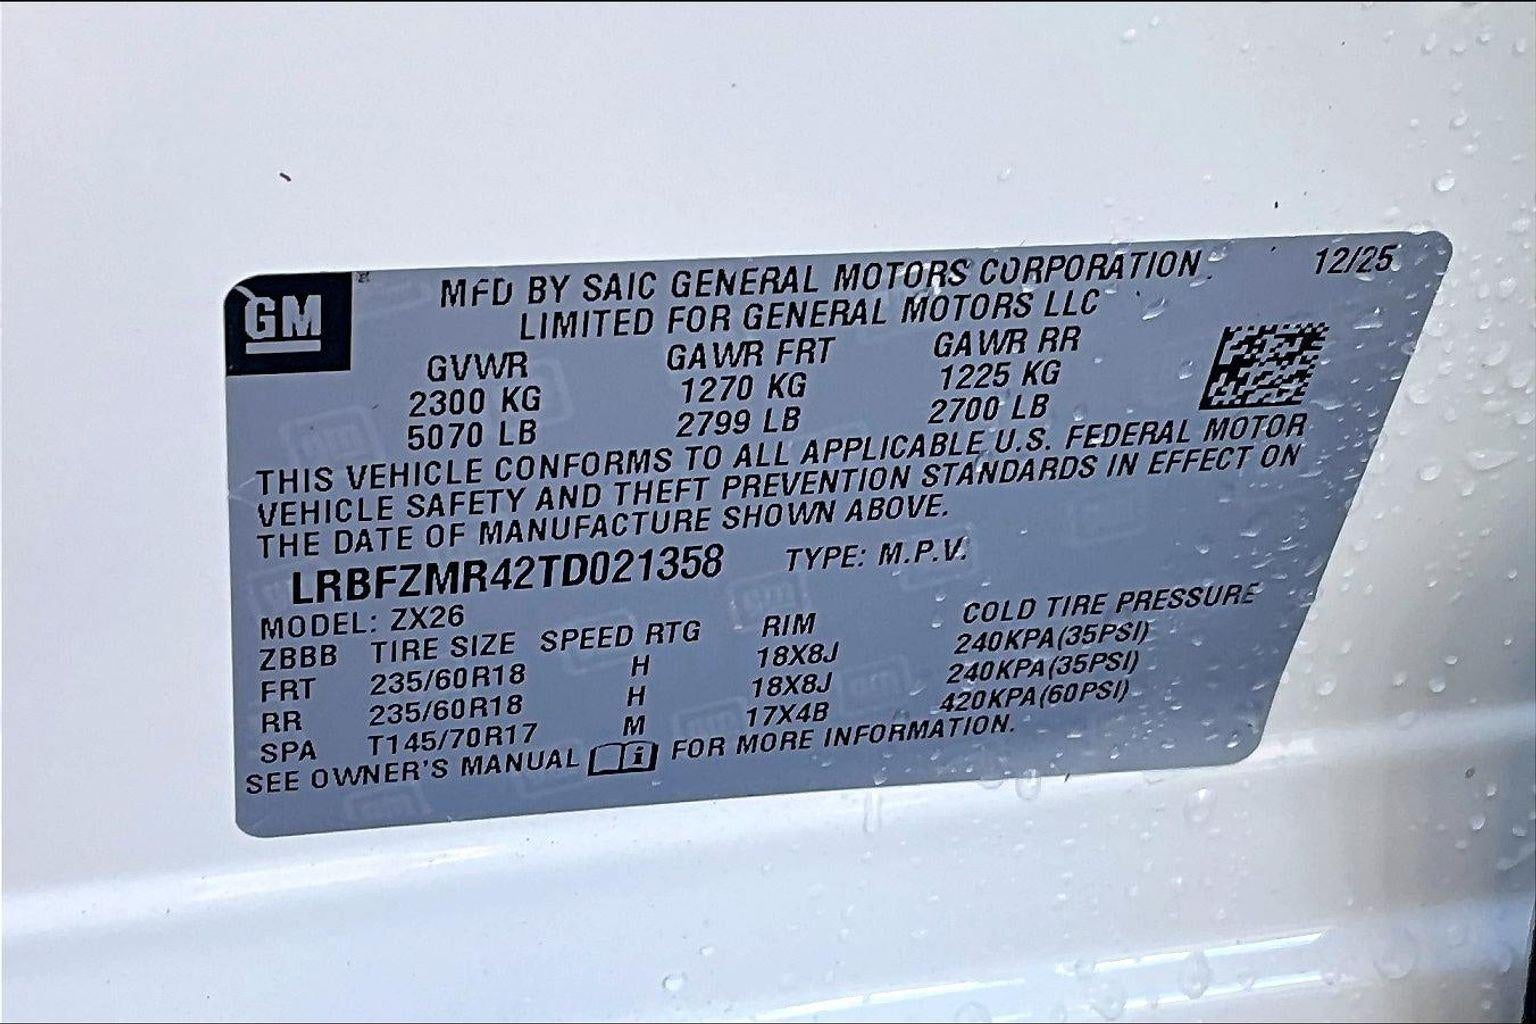 GM
MFD BY SAIC GENERAL MOTORS CORPORATION
12/25
LIMITED FOR GENERAL MOTORS LLC
GVWR GAWR FRT GAWR RR
2300 KG 1270 KG 1225 KG
5070 LB 2799 LB 2700 LB
THIS VEHICLE CONFORMS TO ALL APPLICABLE U.S. FEDERAL MOTOR
VEHICLE SAFETY AND THEFT PREVENTION STANDARDS IN EFFECT ON
THE DATE OF MANUFACTURE SHOWN ABOVE.
LRBFZMR42TD021358 TYPE: M.P.V.
MODEL: ZX26
ZBBB TIRE SIZE SPEED RTG RIM COLD TIRE PRESSURE
FRT 235/60R18 H 18X8J 240KPA(35PSI)
RR 235/60R18 H 18X8J 240KPA(35PSI)
SPA T145/70R17 M 17X4B 420KPA(60PSI)
SEE OWNER'S MANUAL i FOR MORE INFORMATION.